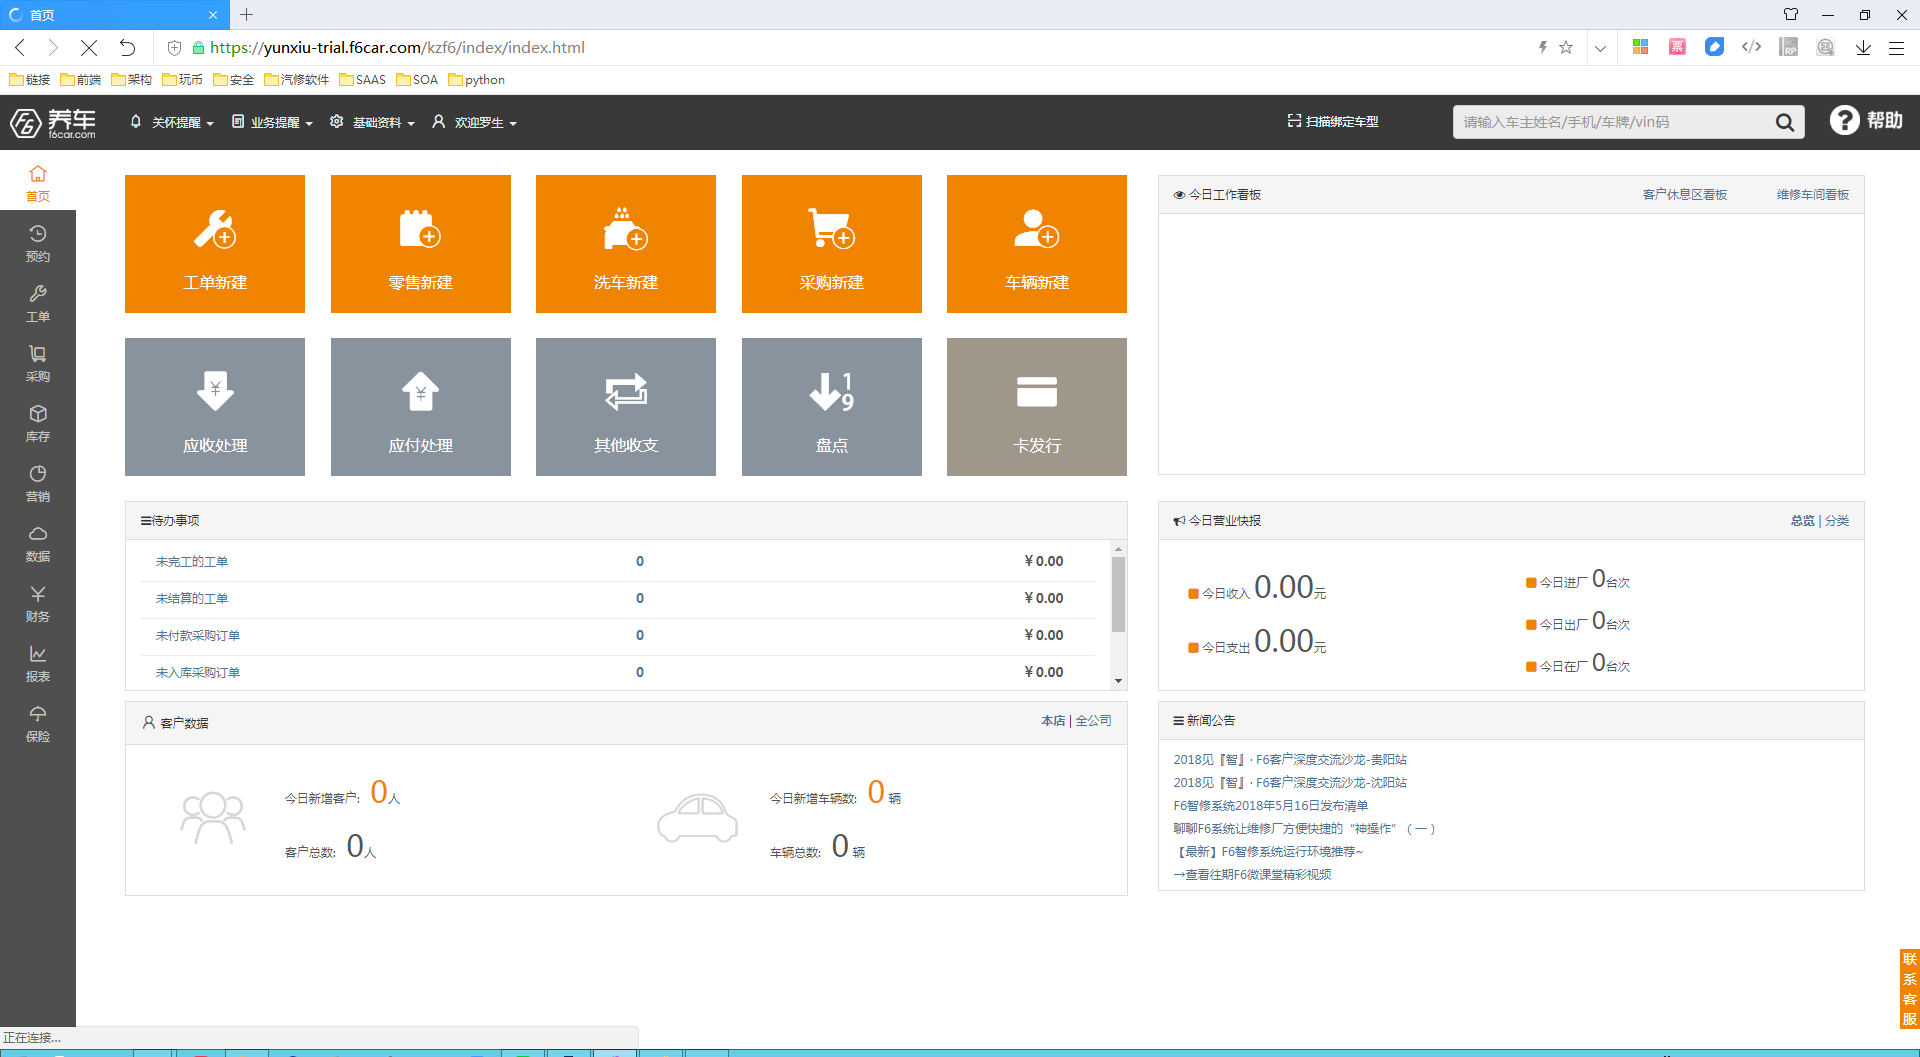 首页
https://yunxiu-trial.f6car.com/kzf6/index/index.html
链接 前端 架构 玩币 安全 汽修软件 SAAS SOA python
养车
f6car.com
关怀提醒 业务提醒 基础资料 欢迎罗生
扫描绑定车型
请输入车主姓名/手机/车牌/vin码
帮助
首页
预约
工单
采购
库存
营销
数据
财务
报表
保险
工单新建
零售新建
洗车新建
采购新建
车辆新建
应收处理
应付处理
其他收支
盘点
卡发行
今日工作看板 客户休息区看板 维修车间看板
待办事项
未完工的工单 0 ¥ 0.00
未结算的工单 0 ¥ 0.00
未付款采购订单 0 ¥ 0.00
未入库采购订单 0 ¥ 0.00
今日营业快报 总览 | 分类
今日收入 0.00元
今日支出 0.00元
今日进厂 0台次
今日出厂 0台次
今日在厂 0台次
客户数据 本店 | 全公司
今日新增客户: 0人
客户总数: 0人
今日新增车辆数: 0 辆
车辆总数: 0 辆
新闻公告
2018见『智』· F6客户深度交流沙龙-贵阳站
2018见『智』· F6客户深度交流沙龙-沈阳站
F6智修系统2018年5月16日发布清单
聊聊F6系统让维修厂方便快捷的“神操作”（一）
【最新】F6智修系统运行环境推荐~
→查看往期F6微课堂精彩视频
联系客服
正在连接...